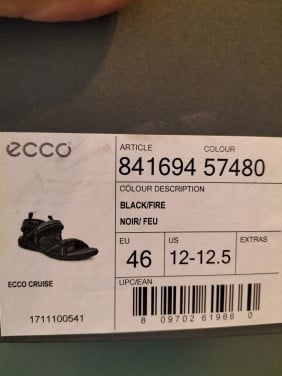 ecco
ARTICLE COLOUR
841694 57480
COLOUR DESCRIPTION
BLACK/FIRE
NOIR/ FEU
EU US EXTRAS
46 12-12.5
ECCO CRUISE
UPC/EAN
1711100541
8 09702 61966 0